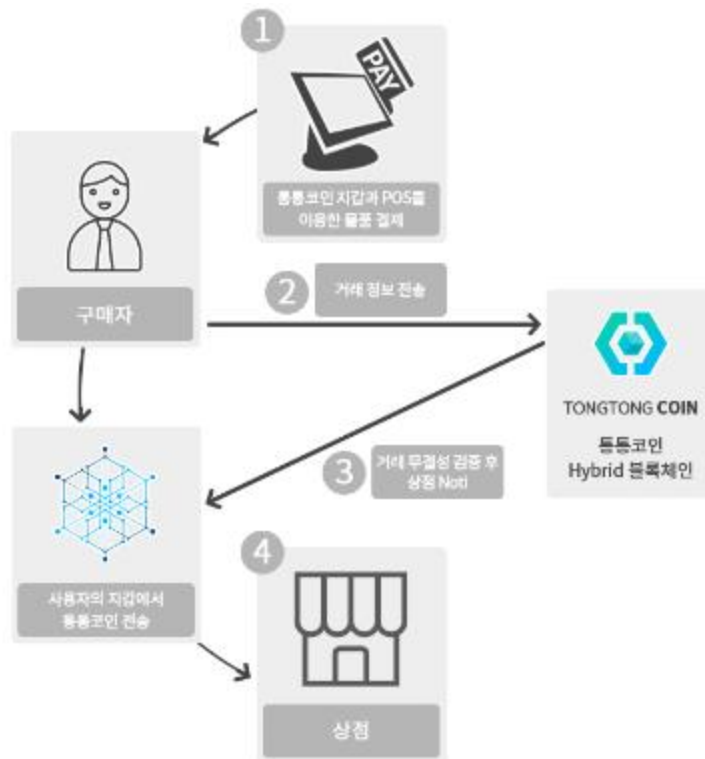 1
PAY
통통코인 지갑과 POS를
이용한 물품 결제
구매자
2
거래 정보 전송
TONGTONG COIN
통통코인
Hybrid 블록체인
3
거래 무결성 검증 후
상점 Noti
사용자의 지갑에서
통통코인 전송
4
상점